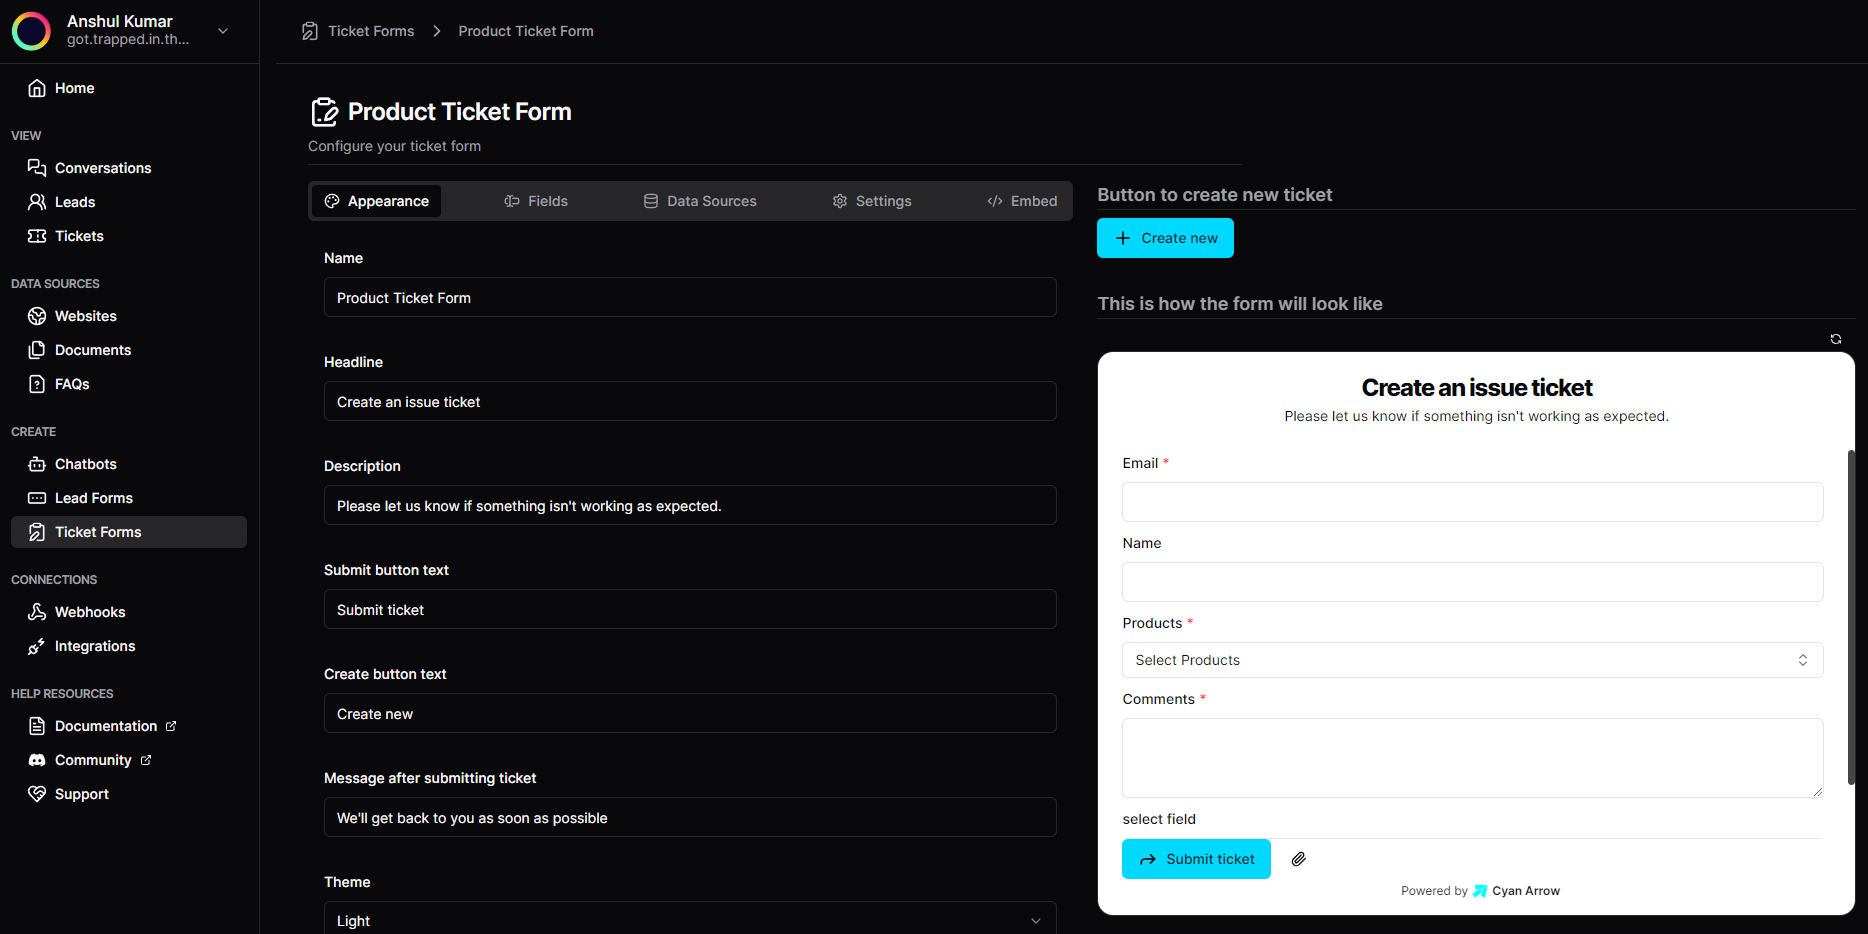 Anshul Kumar
got.trapped.in.th...
Home
VIEW
Conversations
Leads
Tickets
DATA SOURCES
Websites
Documents
FAQs
CREATE
Chatbots
Lead Forms
Ticket Forms
CONNECTIONS
Webhooks
Integrations
HELP RESOURCES
Documentation
Community
Support
Ticket Forms > Product Ticket Form
Product Ticket Form
Configure your ticket form
Appearance Fields Data Sources Settings Embed
Name
Product Ticket Form
Headline
Create an issue ticket
Description
Please let us know if something isn't working as expected.
Submit button text
Submit ticket
Create button text
Create new
Message after submitting ticket
We'll get back to you as soon as possible
Theme
Light
Button to create new ticket
+ Create new
This is how the form will look like
Create an issue ticket
Please let us know if something isn't working as expected.
Email *
Name
Products *
Select Products
Comments *
select field
Submit ticket
Powered by Cyan Arrow